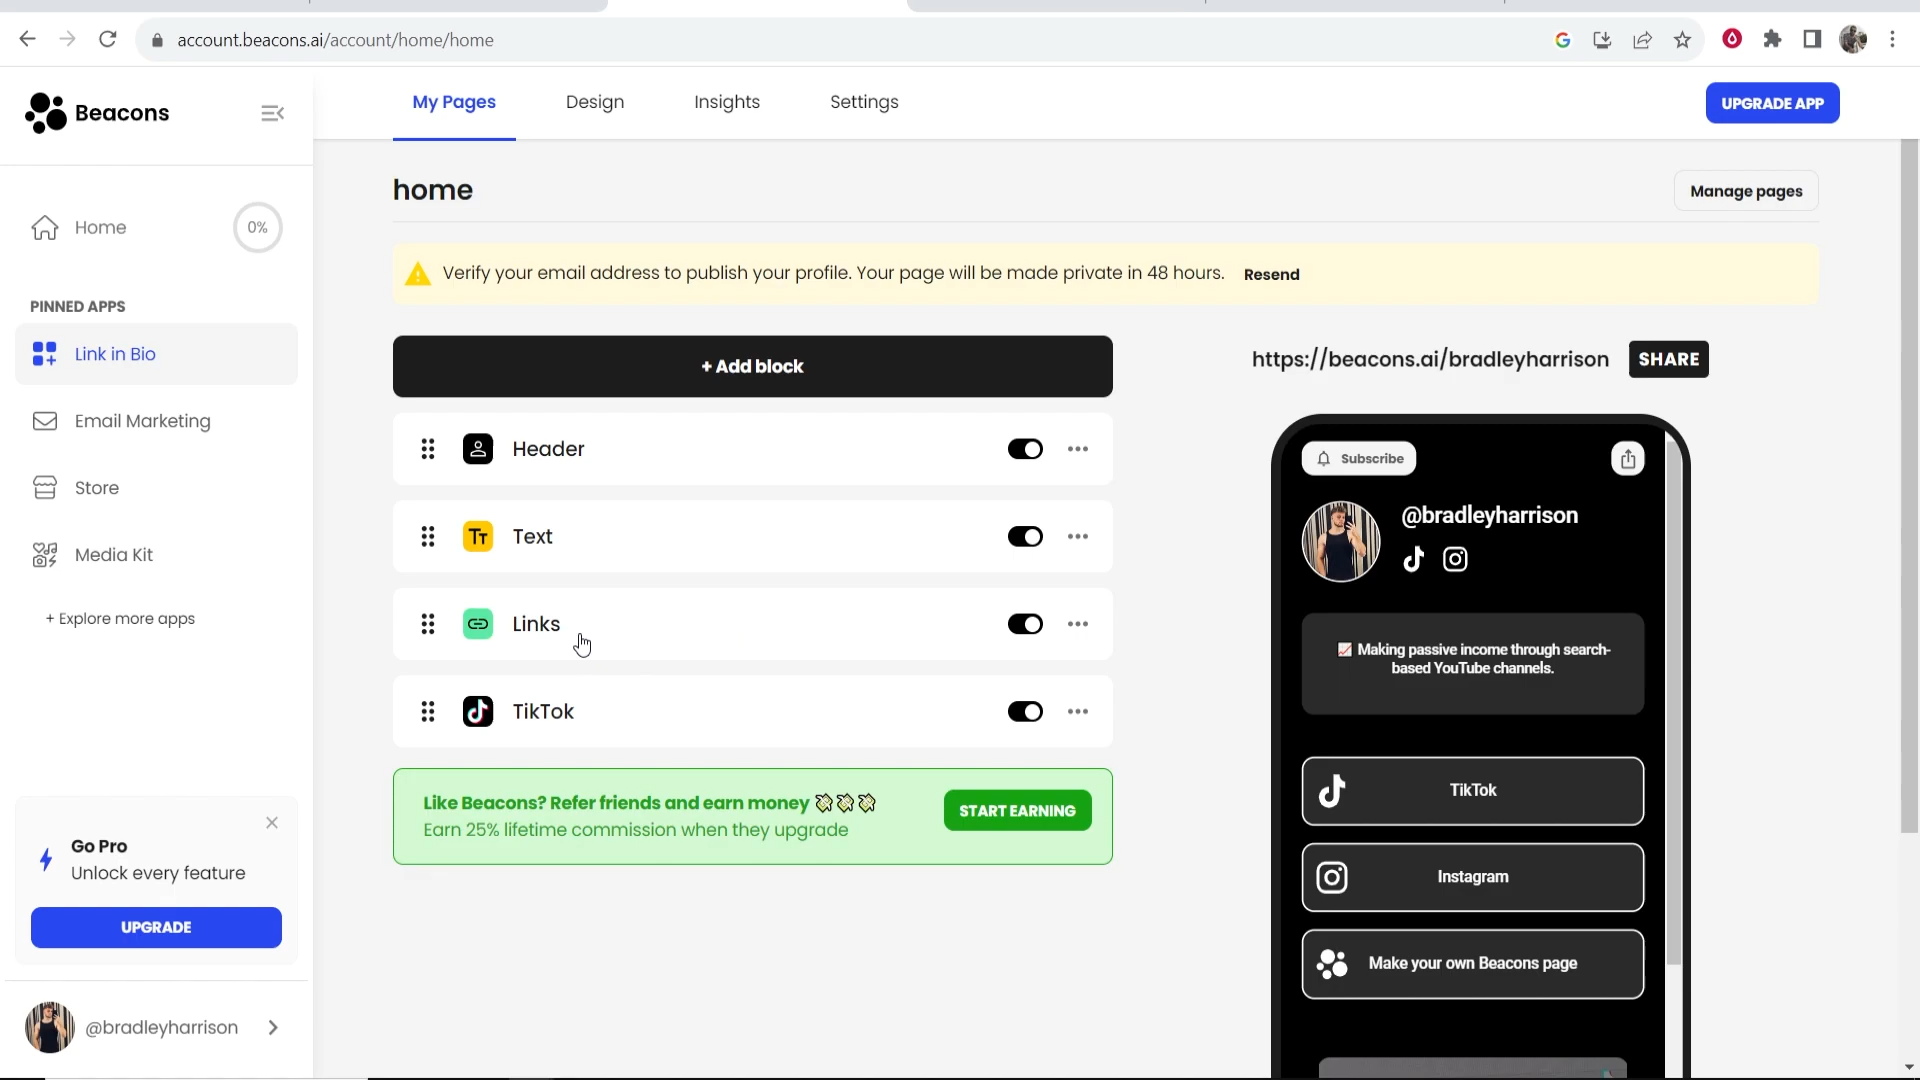 account.beacons.ai/account/home/home
Beacons
My Pages
Design
Insights
Settings
UPGRADE APP
home
Manage pages
Home
0%
Verify your email address to publish your profile. Your page will be made private in 48 hours. Resend
PINNED APPS
Link in Bio
Email Marketing
Store
Media Kit
+ Explore more apps
+ Add block
Header
Text
Links
TikTok
Like Beacons? Refer friends and earn money 💸💸💸
Earn 25% lifetime commission when they upgrade
START EARNING
https://beacons.ai/bradleyharrison
SHARE
Subscribe
@bradleyharrison
📈 Making passive income through search-
based YouTube channels.
TikTok
Instagram
Make your own Beacons page
Go Pro
Unlock every feature
UPGRADE
@bradleyharrison